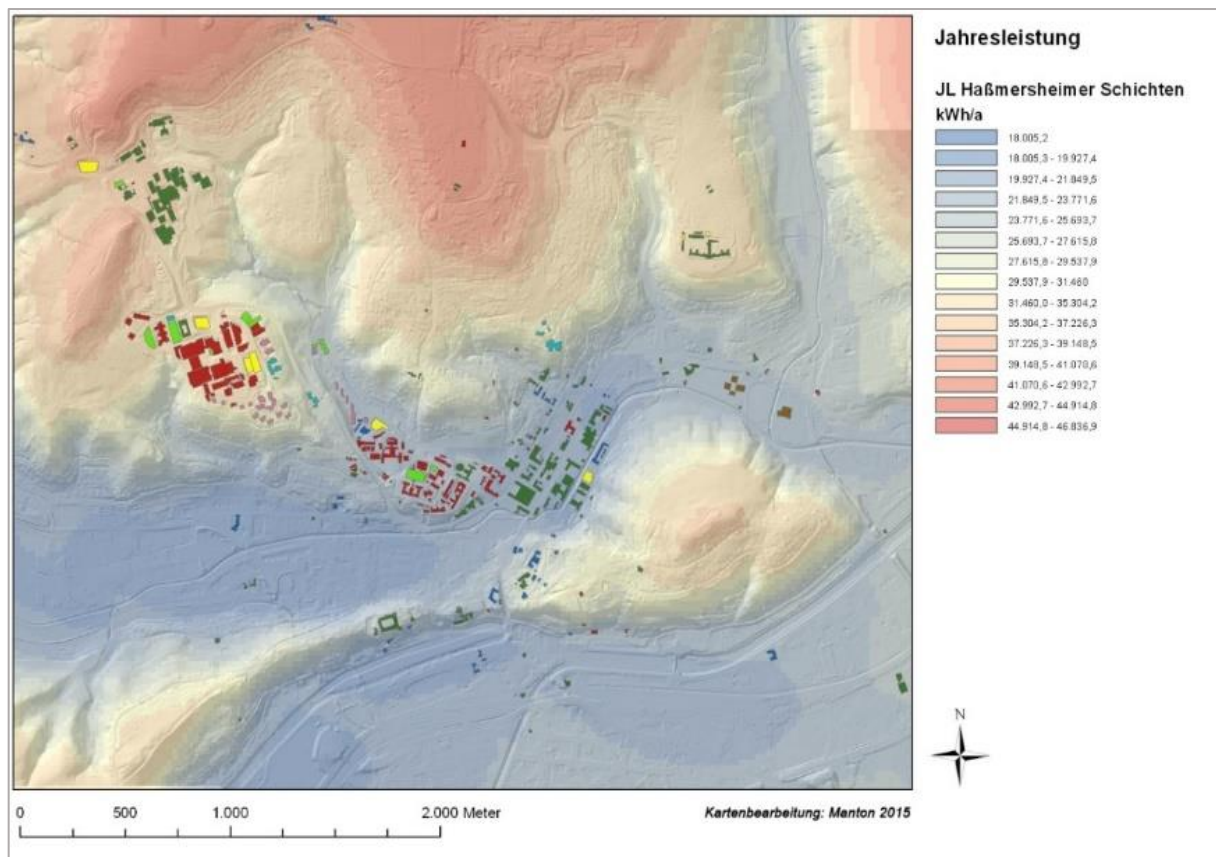 Jahresleistung
JL Haßmersheimer Schichten
kWh/a
18.005,2
18.005,3 - 19.927,4
19.927,4 - 21.849,5
21.849,5 - 23.771,6
23.771,6 - 25.693,7
25.693,7 - 27.615,8
27.615,8 - 29.537,9
29.537,9 - 31.460
31.460,0 - 35.304,2
35.304,2 - 37.226,3
37.226,3 - 39.148,5
39.148,5 - 41.070,6
41.070,6 - 42.992,7
42.992,7 - 44.914,8
44.914,8 - 46.836,9
N
0 500 1.000 2.000 Meter
Kartenbearbeitung: Manton 2015